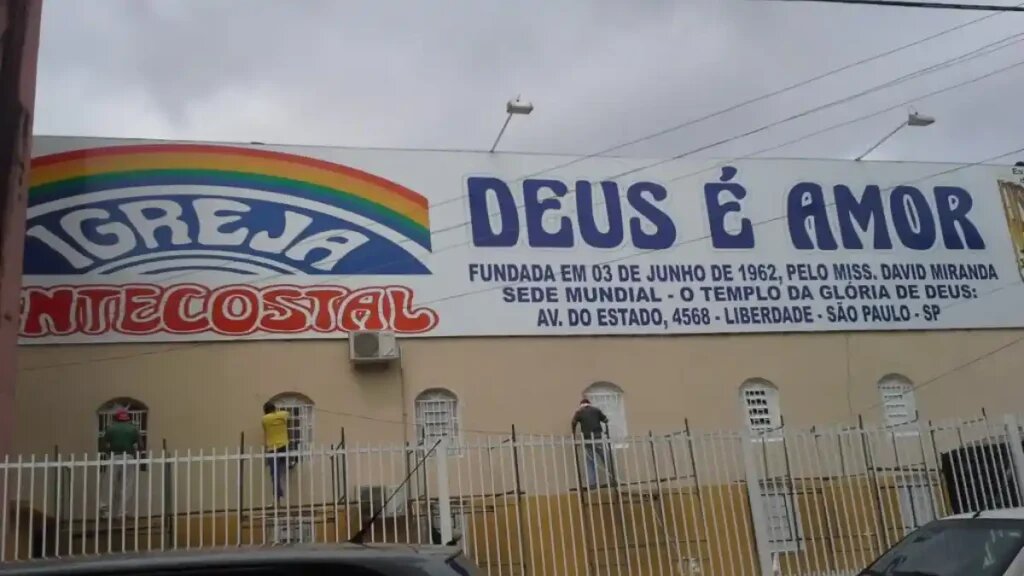 IGREJA
NTECOSTAL
DEUS É AMOR
FUNDADA EM 03 DE JUNHO DE 1962, PELO MISS. DAVID MIRANDA
SEDE MUNDIAL - O TEMPLO DA GLÓRIA DE DEUS:
AV. DO ESTADO, 4568 - LIBERDADE - SÃO PAULO - SP